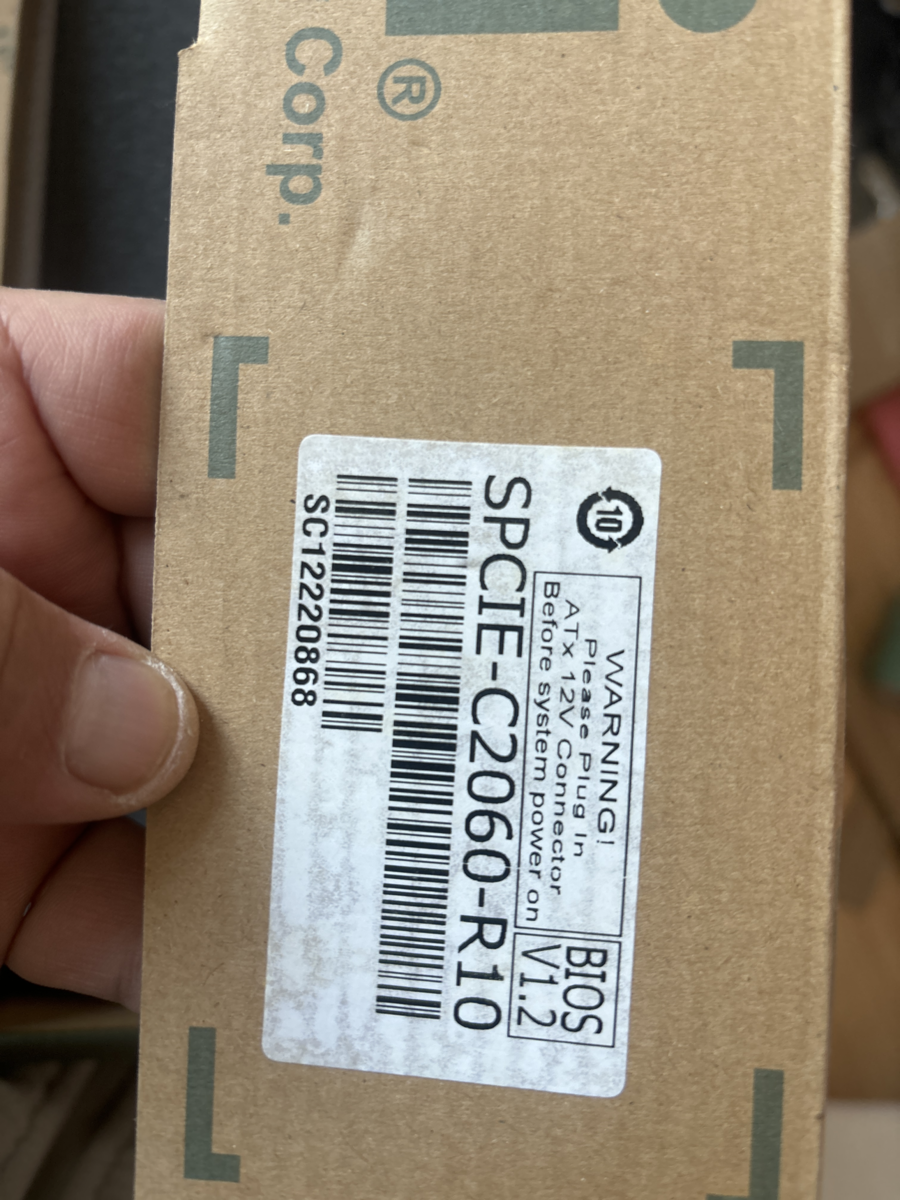 ®
Corp.
10
WARNING!
Please Plug In
ATx 12V Connector
Before system power on
BIOS
V1.2
SPCIE-C2060-R10
SC12220868